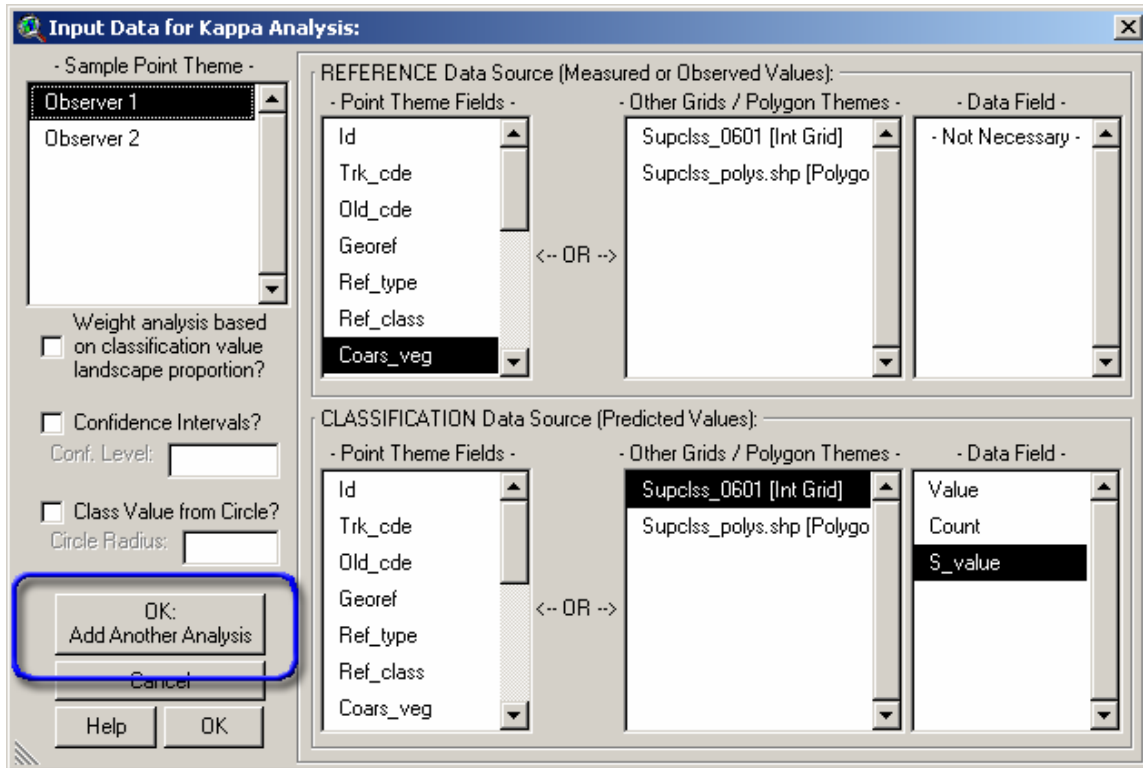 Input Data for Kappa Analysis:
- Sample Point Theme -
Observer 1
Observer 2
Weight analysis based
on classification value
landscape proportion?
Confidence Intervals?
Conf. Level:
Class Value from Circle?
Circle Radius:
OK:
Add Another Analysis
Cancel
Help
OK
REFERENCE Data Source (Measured or Observed Values):
- Point Theme Fields -
Id
Trk_cde
Old_cde
Georef
Ref_type
Ref_class
Coars_veg
<-- OR -->
- Other Grids / Polygon Themes -
Supclss_0601 [Int Grid]
Supclss_polys.shp [Polygo
- Data Field -
- Not Necessary -
CLASSIFICATION Data Source (Predicted Values):
- Point Theme Fields -
Id
Trk_cde
Old_cde
Georef
Ref_type
Ref_class
Coars_veg
<-- OR -->
- Other Grids / Polygon Themes -
Supclss_0601 [Int Grid]
Supclss_polys.shp [Polygo
- Data Field -
Value
Count
S_value